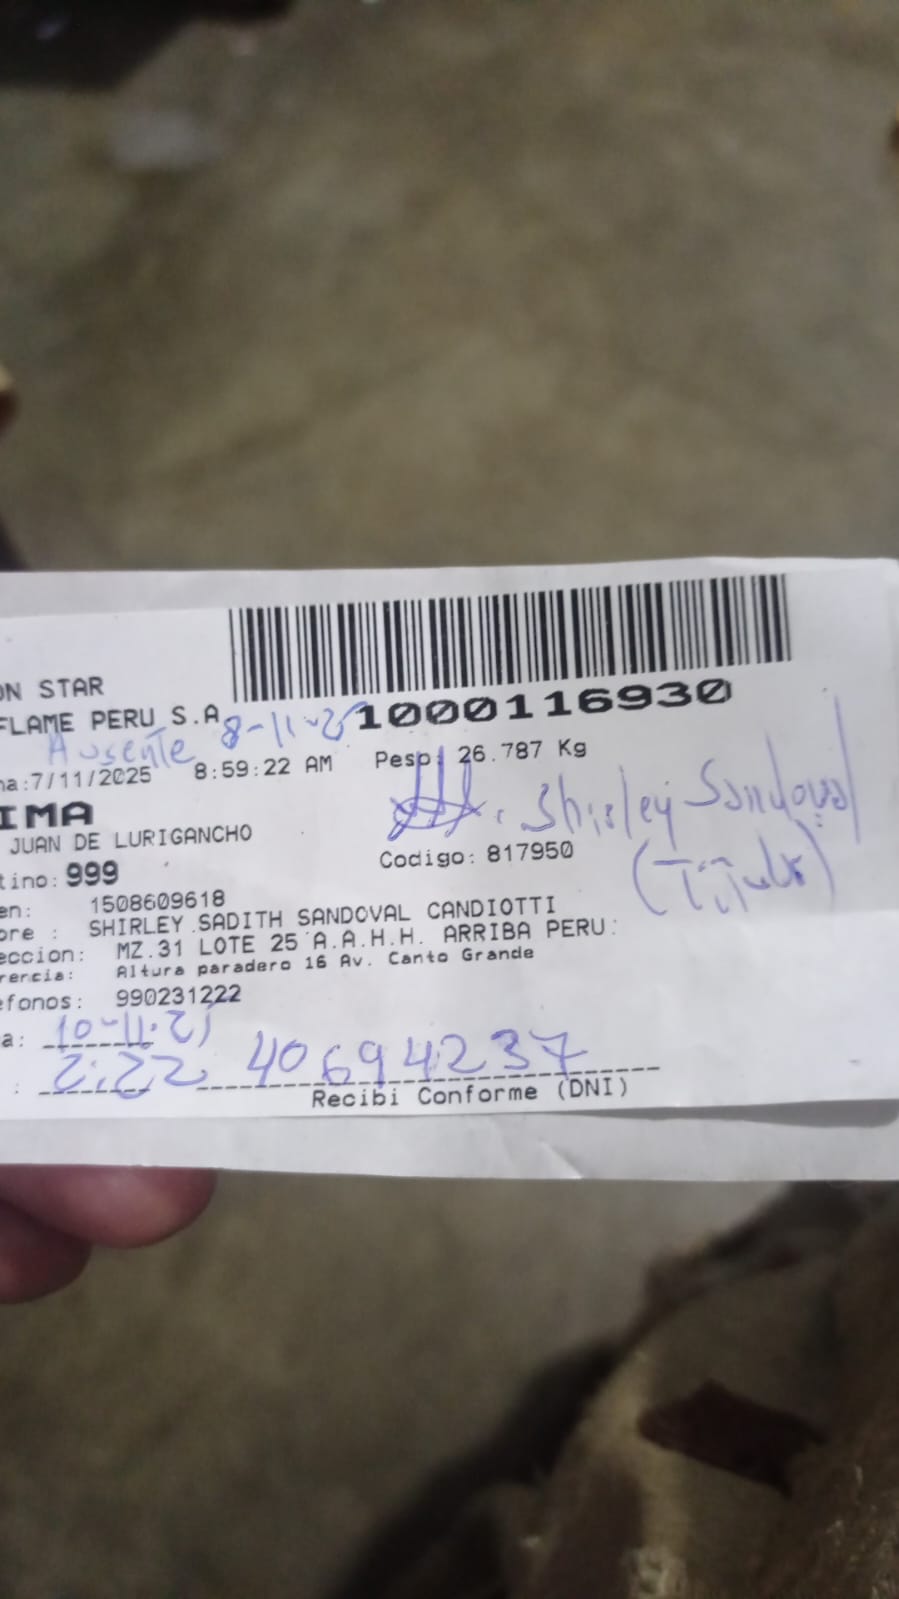 ON STAR
FLAME PERU S.A
1000116930
Ausente 8-11-25
na:7/11/2025 8:59:22 AM Peso: 26.787 Kg
IMA
Shirley Sandoval
JUAN DE LURIGANCHO
Codigo: 817950
(Titular)
tino: 999
en: 1508609618
bre : SHIRLEY SADITH SANDOVAL CANDIOTTI
eccion: MZ.31 LOTE 25 A.A.H.H. ARRIBA PERU.
rencia: Altura paradero 16 Av. Canto Grande
efonos: 990231222
a: 10-11-25
: 2:22 40694237
Recibi Conforme (DNI)